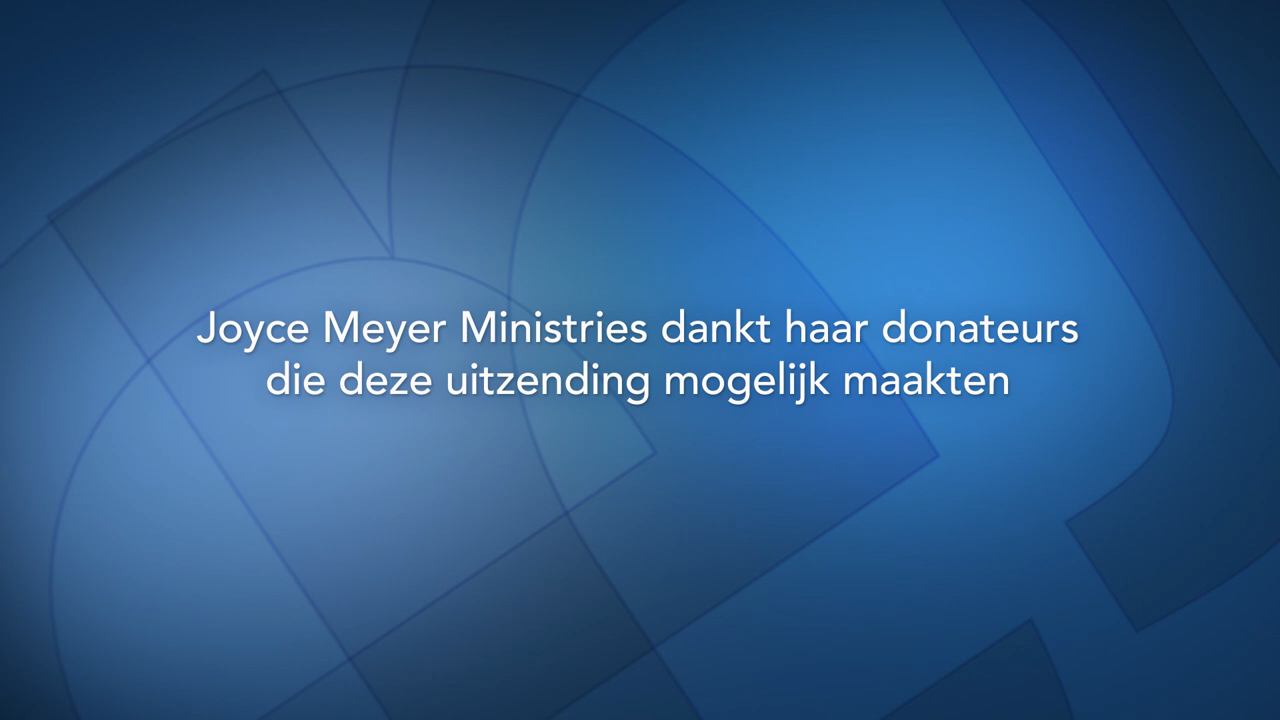 Joyce Meyer Ministries dankt haar donateurs
die deze uitzending mogelijk maakten